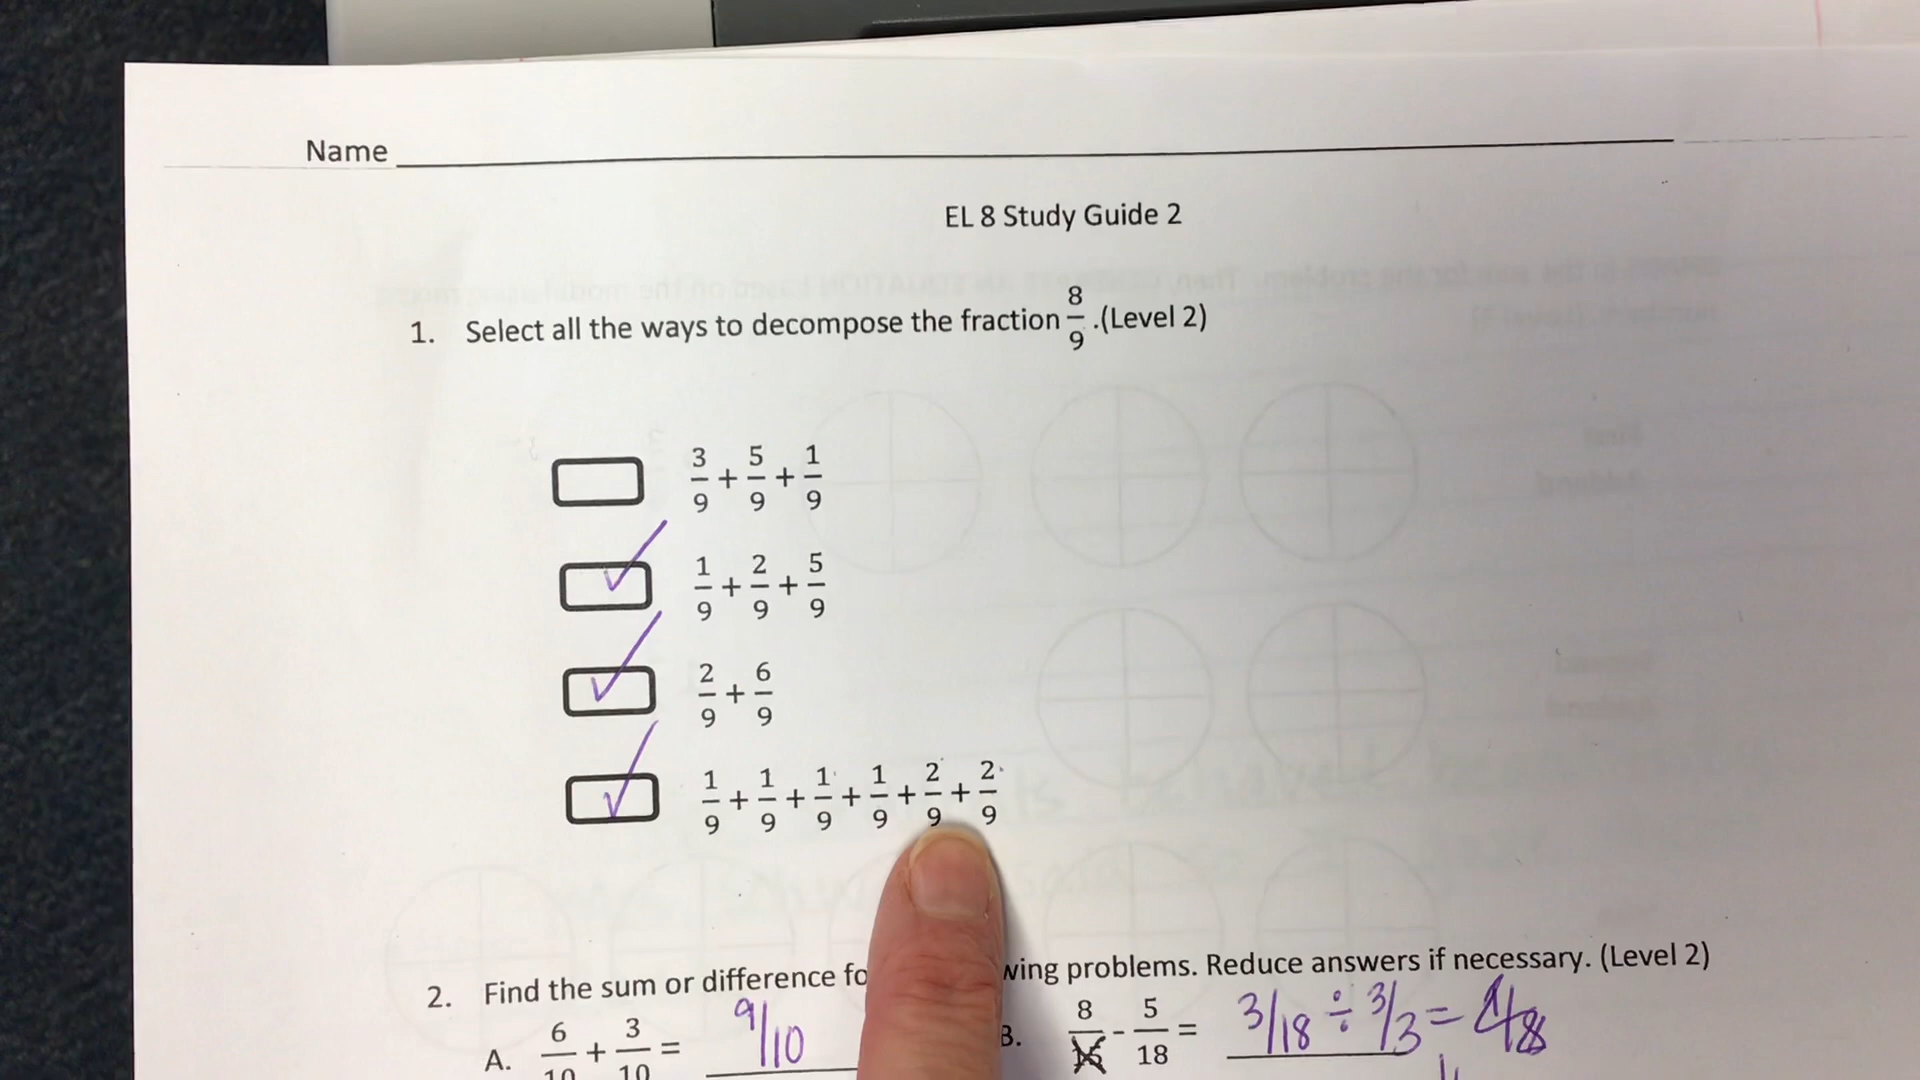 Name
EL 8 Study Guide 2
1. Select all the ways to decompose the fraction 8/9 .(Level 2)
3/9 + 5/9 + 1/9
✓ 1/9 + 2/9 + 5/9
✓ 2/9 + 6/9
✓ 1/9 + 1/9 + 1/9 + 1/9 + 2/9 + 2/9
2. Find the sum or difference fo wing problems. Reduce answers if necessary. (Level 2)
A. 6/10 + 3/10 = 9/10
B. 8/ - 5/18 = 3/18 ÷ 3/3 =